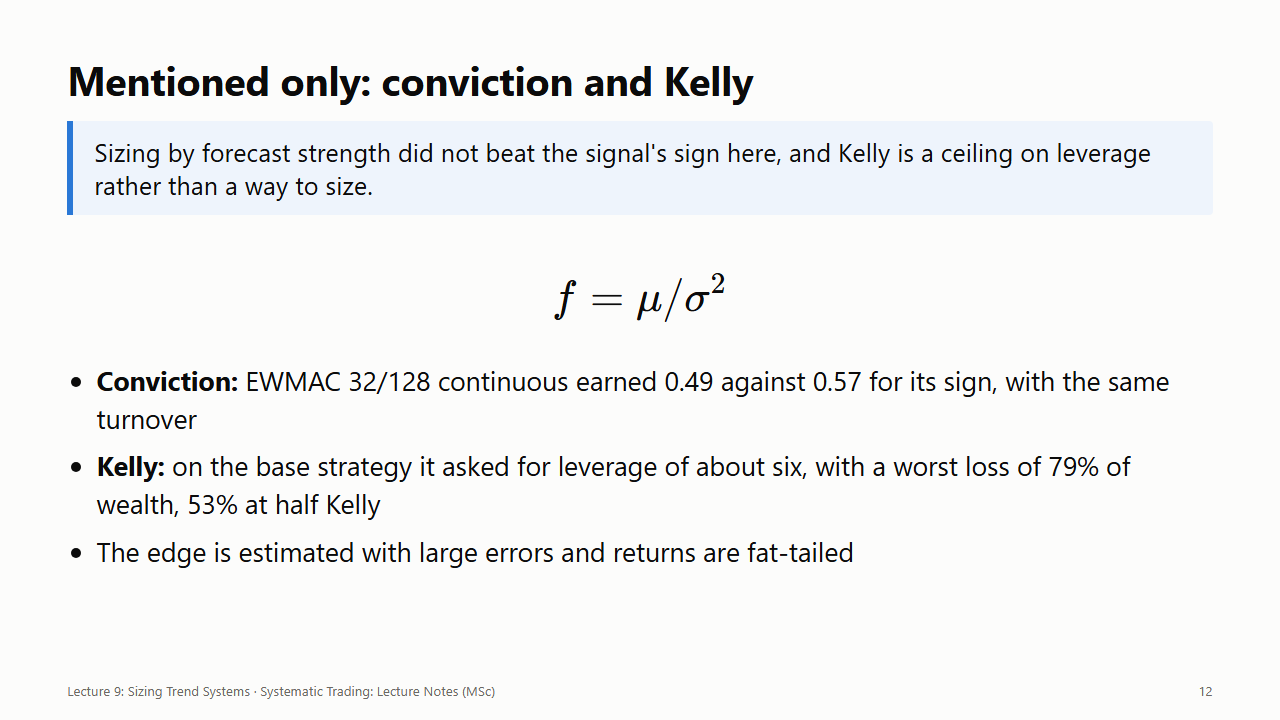 Mentioned only: conviction and Kelly
Sizing by forecast strength did not beat the signal's sign here, and Kelly is a ceiling on leverage
rather than a way to size.
f = μ/σ²
• Conviction: EWMAC 32/128 continuous earned 0.49 against 0.57 for its sign, with the same
turnover
• Kelly: on the base strategy it asked for leverage of about six, with a worst loss of 79% of
wealth, 53% at half Kelly
• The edge is estimated with large errors and returns are fat-tailed
Lecture 9: Sizing Trend Systems · Systematic Trading: Lecture Notes (MSc)
12